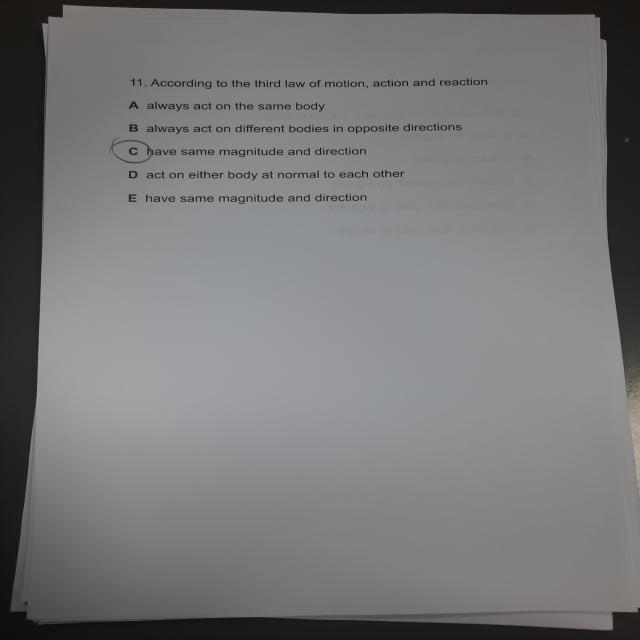 11. According to the third law of motion, action and reaction
A always act on the same body
B always act on different bodies in opposite directions
C have same magnitude and direction
D act on either body at normal to each other
E have same magnitude and direction